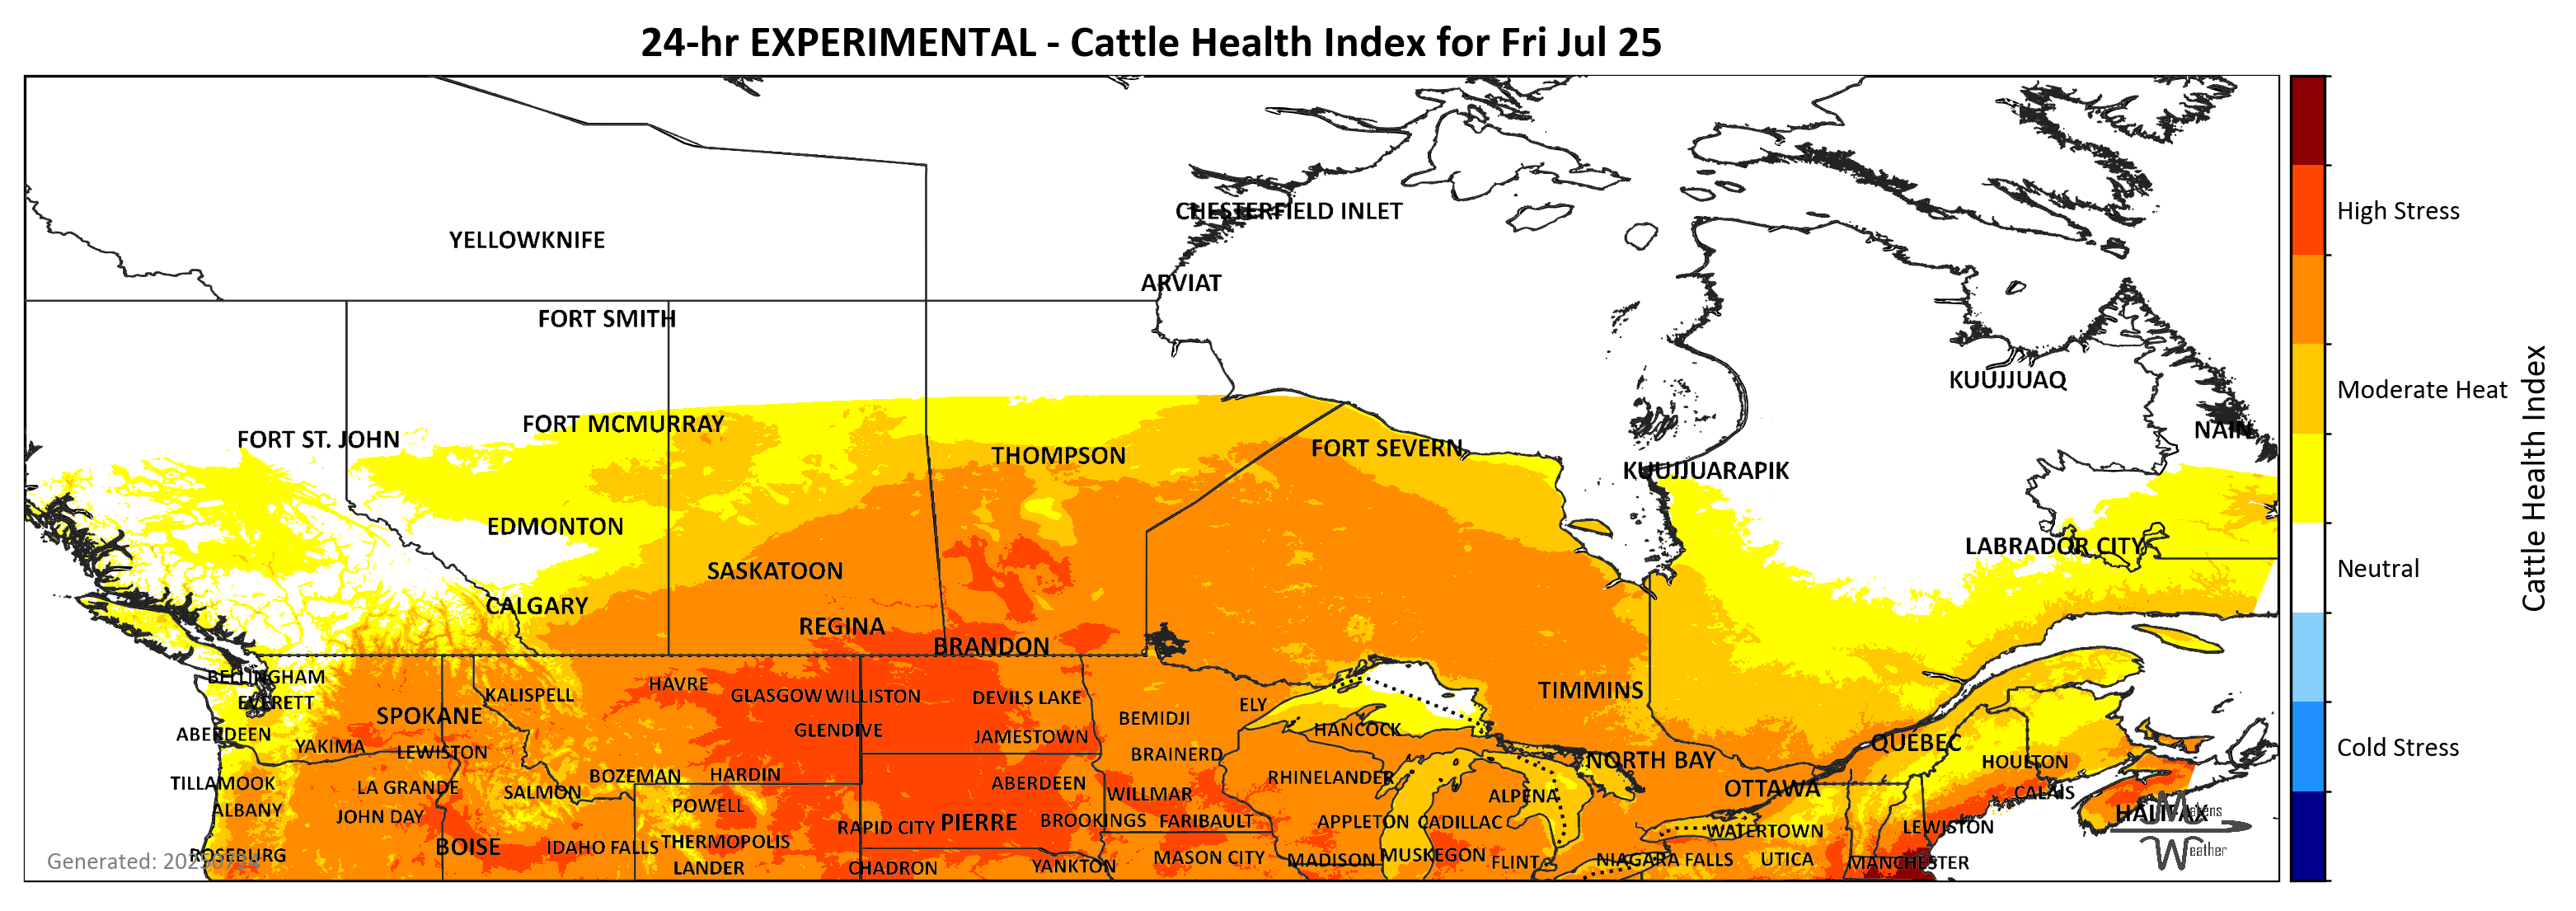 24-hr EXPERIMENTAL - Cattle Health Index for Fri Jul 25
CHESTERFIELD INLET
High Stress
YELLOWKNIFE
ARVIAT
FORT SMITH
KUUJJUAQ
Moderate Heat
FORT MCMURRAY
NAIN
FORT ST. JOHN
THOMPSON
FORT SEVERN
KUUJJUARAPIK
Cattle Health Index
EDMONTON
LABRADOR CITY
SASKATOON
Neutral
CALGARY
REGINA
BRANDON
BELLINGHAM
HAVRE
KALISPELL
GLASGOW WILLISTON
DEVILS LAKE
TIMMINS
EVERETT
ELY
SPOKANE
BEMIDJI
GLENDIVE
HANCOCK
ABERDEEN
JAMESTOWN
QUEBEC
Cold Stress
YAKIMA
LEWISTON
BRAINERD
NORTH BAY
HOULTON
BOZEMAN
HARDIN
RHINELANDER
TILLAMOOK
LA GRANDE
ABERDEEN
OTTAWA
SALMON
WILLMAR
ALPENA
CALAIS
ALBANY
POWELL
JOHN DAY
HALIFAX
Makens
RAPID CITY
PIERRE
BROOKINGS
FARIBAULT
APPLETON
CADILLAC
WATERTOWN
LEWISTON
BOISE
IDAHO FALLS
THERMOPOLIS
Weather
ROSEBURG
MASON CITY
MADISON
MUSKEGON
FLINT
NIAGARA FALLS
UTICA
MANCHESTER
Generated:
LANDER
CHADRON
YANKTON